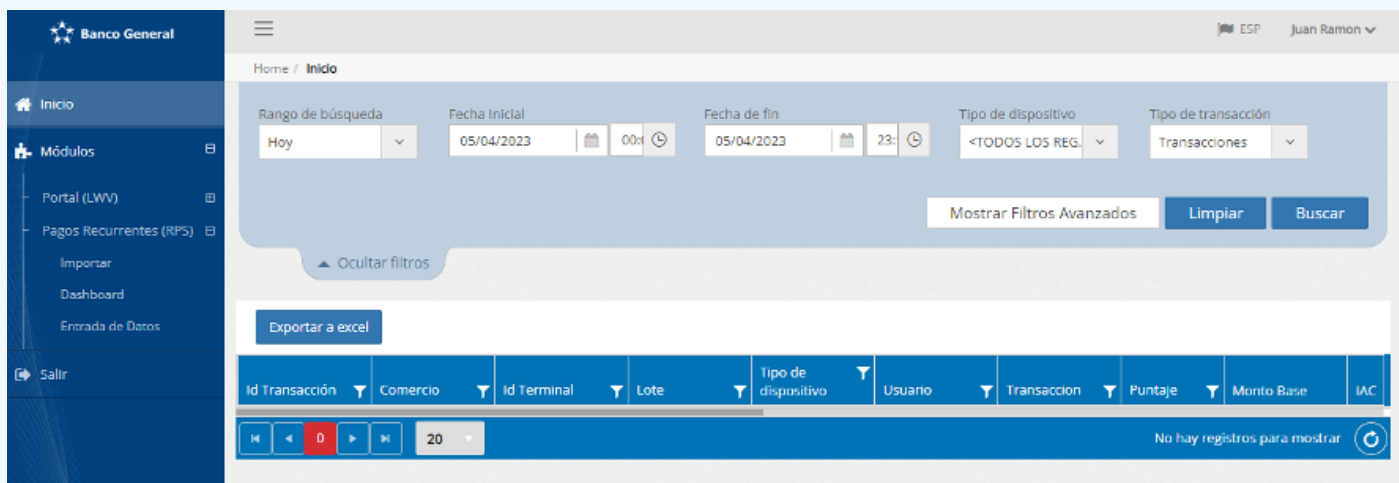 Banco General
ESP Juan Ramon
Home / Inicio
Inicio
Módulos
Portal (LWV)
Pagos Recurrentes (RPS)
Importar
Dashboard
Entrada de Datos
Salir
Rango de búsqueda Fecha Inicial Fecha de fin Tipo de dispositivo Tipo de transacción
Hoy 05/04/2023 05/04/2023 23: <TODOS LOS REG. Transacciones
Mostrar Filtros Avanzados Limpiar Buscar
Ocultar filtros
Exportar a excel
Id Transacción Comercio Id Terminal Lote Tipo de dispositivo Usuario Transaccion Puntaje Monto Base IAC
0 20 No hay registros para mostrar